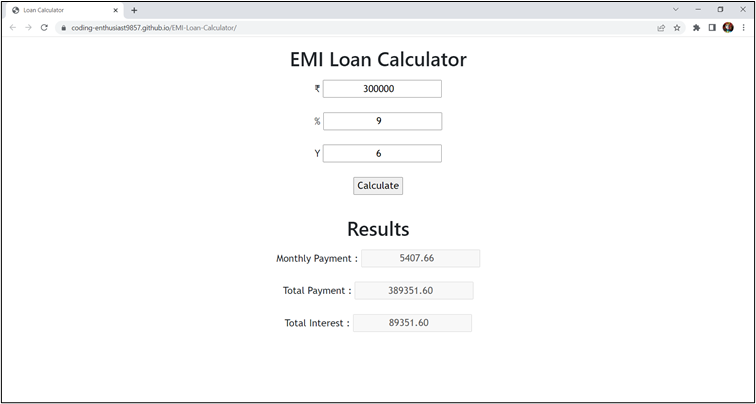 Loan Calculator
coding-enthusiast9857.github.io/EMI-Loan-Calculator/
EMI Loan Calculator
₹ 300000
% 9
Y 6
Calculate
Results
Monthly Payment : 5407.66
Total Payment : 389351.60
Total Interest : 89351.60